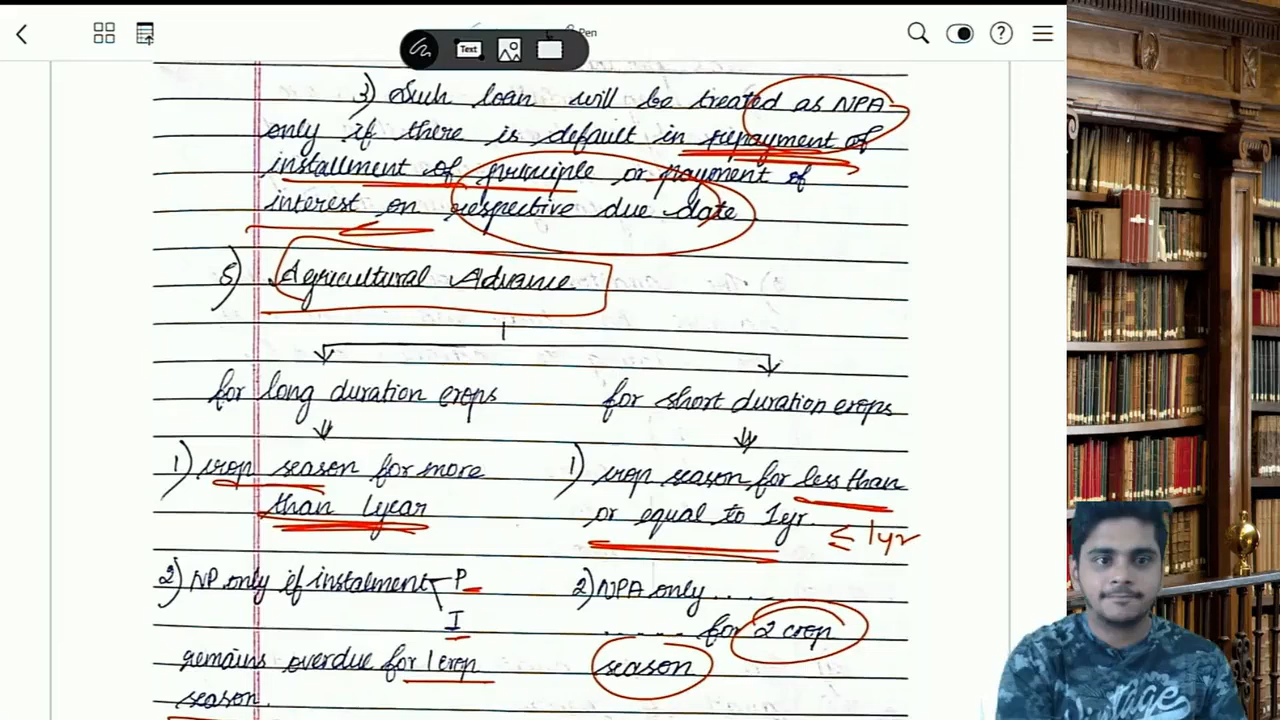 Pen
Text
3) Such loan will be treated as NPA
only if there is default in repayment of
installment of principle or payment of
interest on respective due date
5) Agricultural Advance
for long duration crops
1) crop season for more
than 1year
2) NP only if instalment P
I
remains overdue for 1 crop
season.
for short duration crops
1) crop season for less than
or equal to 1yr. ≤ 1yr
2) NPA only . . . .
. . . . . . for 2 crop
season